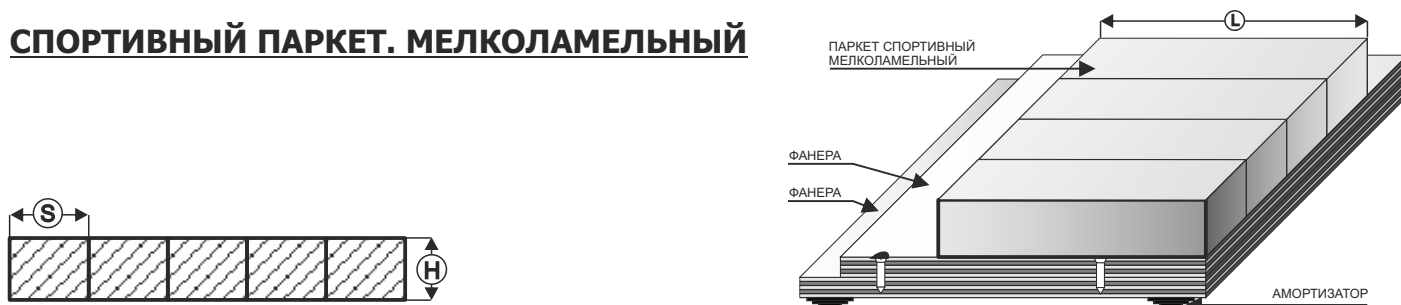 СПОРТИВНЫЙ ПАРКЕТ. МЕЛКОЛАМЕЛЬНЫЙ
L
ПАРКЕТ СПОРТИВНЫЙ
МЕЛКОЛАМЕЛЬНЫЙ
ФАНЕРА
ФАНЕРА
S
H
АМОРТИЗАТОР